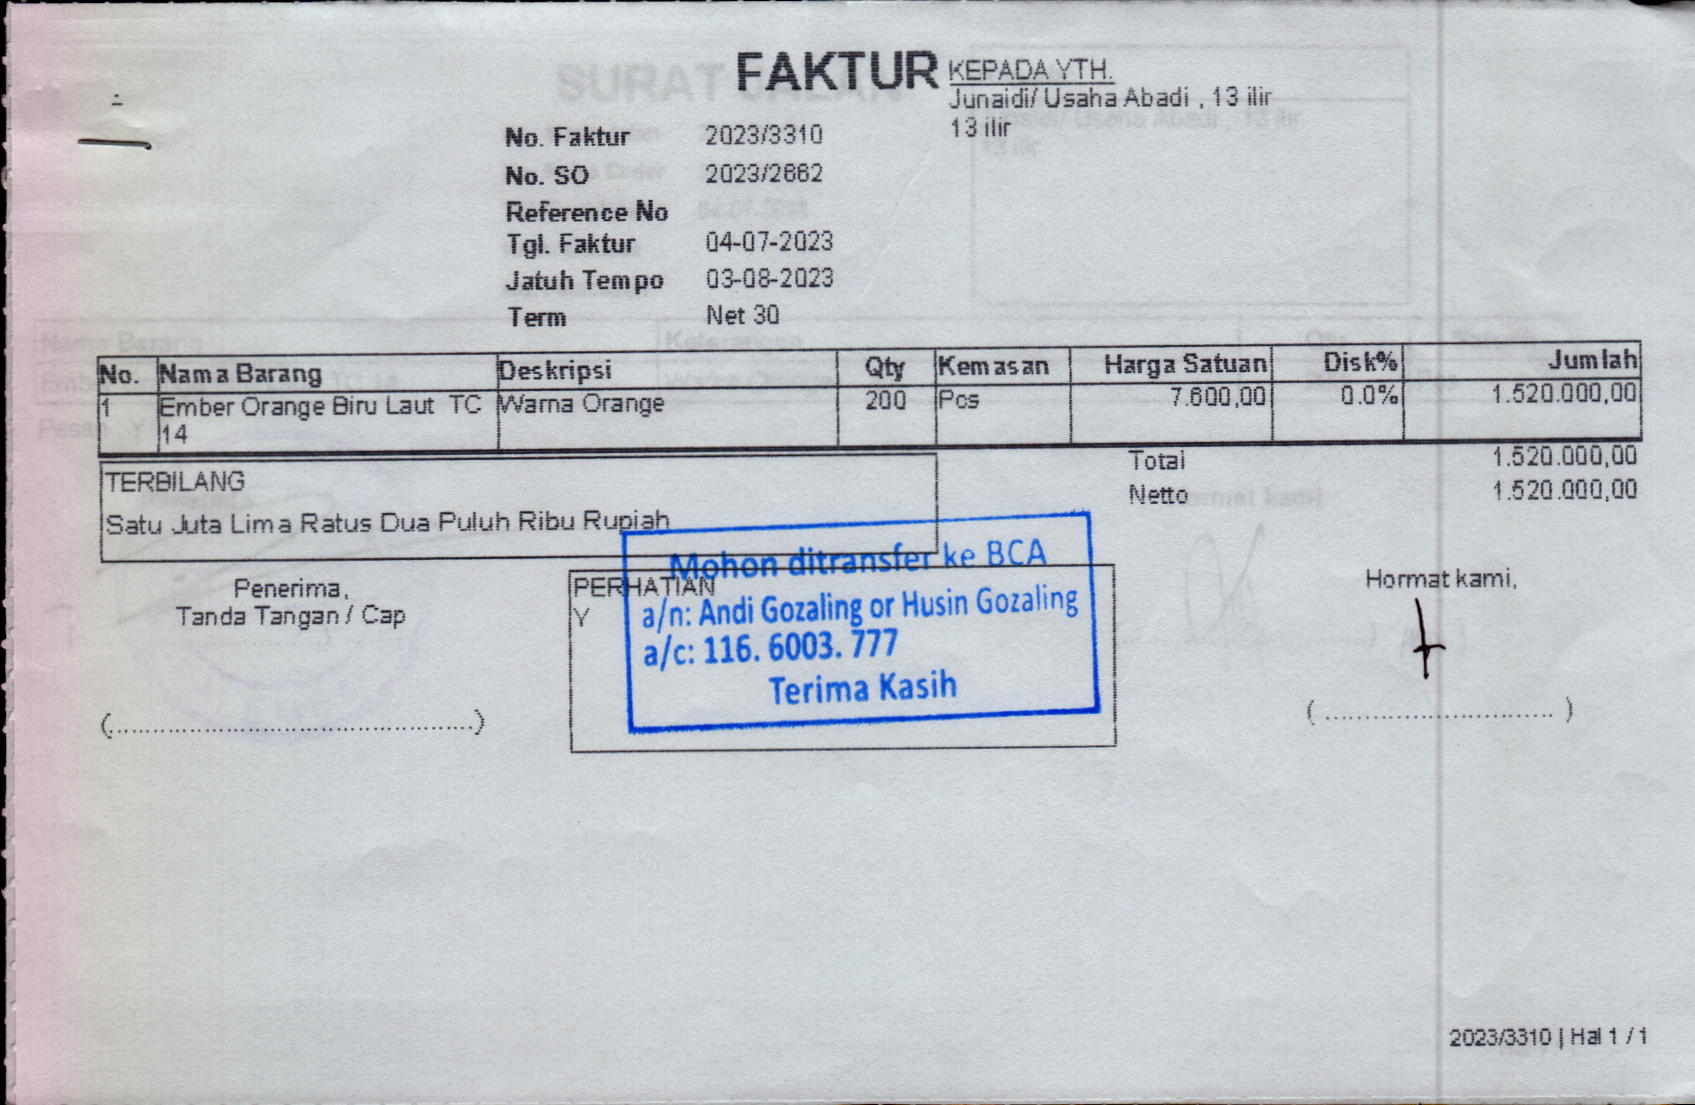 FAKTUR
KEPADA YTH.
Junaidi/ Usaha Abadi , 13 ilir
13 ilir
No. Faktur 2023/3310
No. SO 2023/2662
Reference No
Tgl. Faktur 04-07-2023
Jatuh Tempo 03-08-2023
Term Net 30
No. Nama Barang Deskripsi Qty Kemasan Harga Satuan Disk% Jumlah
1 Ember Orange Biru Laut TC Warna Orange 200 Pcs 7.600,00 0.0% 1.520.000,00
14
Total 1.520.000,00
Netto 1.520.000,00
TERBILANG
Satu Juta Lima Ratus Dua Puluh Ribu Rupiah
Penerima,
Tanda Tangan / Cap
(................................................)
PERHATIAN
Y
Mohon ditransfer ke BCA
a/n: Andi Gozaling or Husin Gozaling
a/c: 116. 6003. 777
Terima Kasih
Hormat kami,
( .............................. )
2023/3310 | Hal 1 / 1